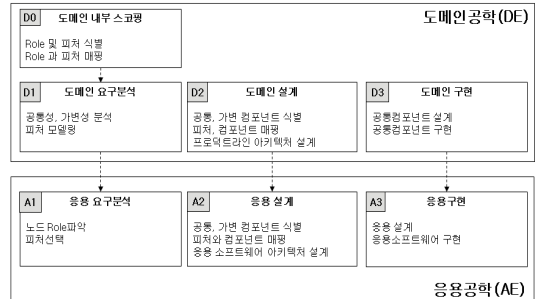 도메인공학(DE)
D0 도메인 내부 스코핑
Role 및 피처 식별
Role 과 피처 매핑
D1 도메인 요구분석
공통성, 가변성 분석
피처 모델링
D2 도메인 설계
공통, 가변 컴포넌트 식별
피처, 컴포넌트 매핑
프로덕트라인 아키텍처 설계
D3 도메인 구현
공통컴포넌트 설계
공통컴포넌트 구현
A1 응용 요구분석
노드 Role파악
피처선택
A2 응용 설계
공통, 가변 컴포넌트 식별
피처와 컴포넌트 매핑
응용 소프트웨어 아키텍처 설계
A3 응용구현
응용 설계
응용소프트웨어 구현
응용공학(AE)